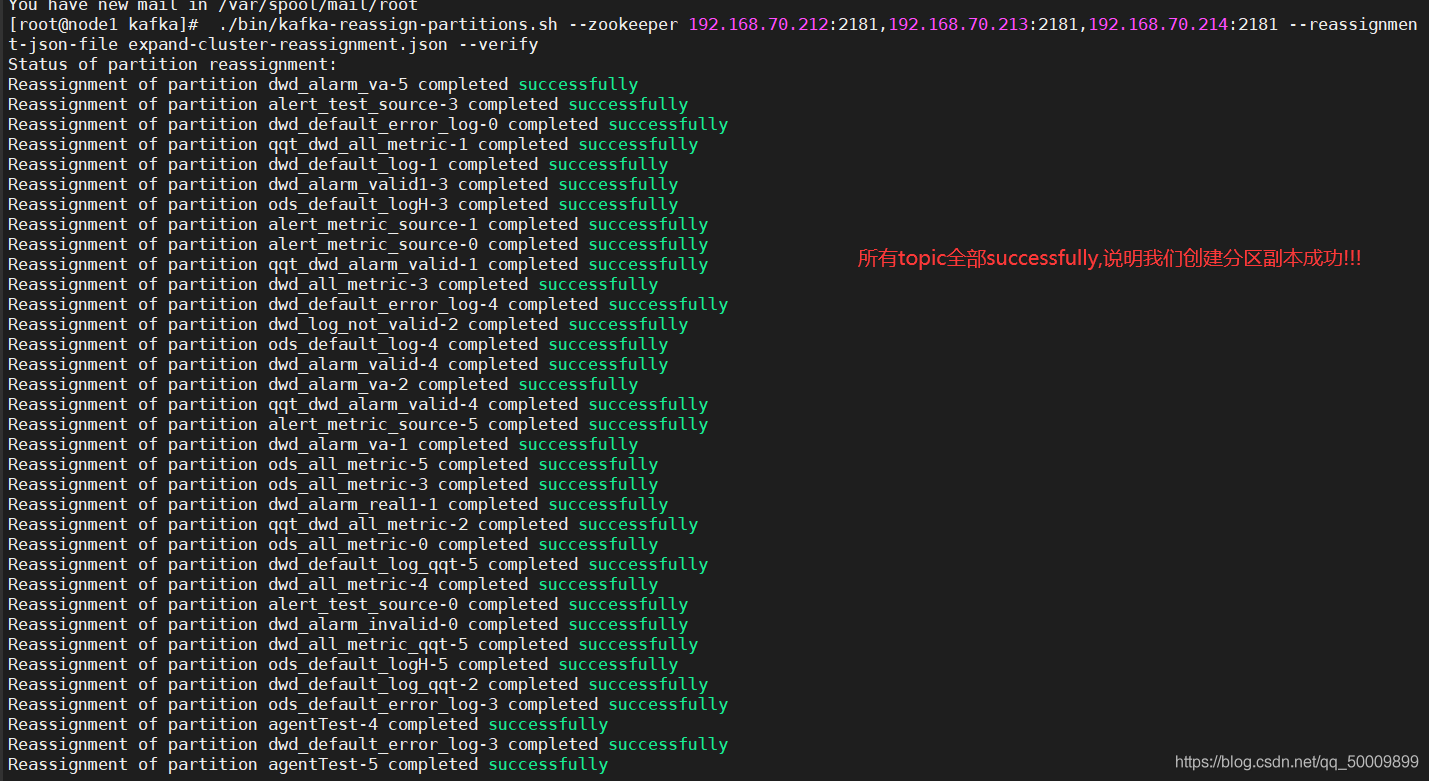 You have new mail in /var/spool/mail/root
[root@node1 kafka]#  ./bin/kafka-reassign-partitions.sh --zookeeper 192.168.70.212:2181,192.168.70.213:2181,192.168.70.214:2181 --reassignmen
t-json-file expand-cluster-reassignment.json --verify
Status of partition reassignment:
Reassignment of partition dwd_alarm_va-5 completed successfully
Reassignment of partition alert_test_source-3 completed successfully
Reassignment of partition dwd_default_error_log-0 completed successfully
Reassignment of partition qqt_dwd_all_metric-1 completed successfully
Reassignment of partition dwd_default_log-1 completed successfully
Reassignment of partition dwd_alarm_valid1-3 completed successfully
Reassignment of partition ods_default_logH-3 completed successfully
Reassignment of partition alert_metric_source-1 completed successfully
Reassignment of partition alert_metric_source-0 completed successfully
所有topic全部successfully,说明我们创建分区副本成功!!!
Reassignment of partition qqt_dwd_alarm_valid-1 completed successfully
Reassignment of partition dwd_all_metric-3 completed successfully
Reassignment of partition dwd_default_error_log-4 completed successfully
Reassignment of partition dwd_log_not_valid-2 completed successfully
Reassignment of partition ods_default_log-4 completed successfully
Reassignment of partition dwd_alarm_valid-4 completed successfully
Reassignment of partition dwd_alarm_va-2 completed successfully
Reassignment of partition qqt_dwd_alarm_valid-4 completed successfully
Reassignment of partition alert_metric_source-5 completed successfully
Reassignment of partition dwd_alarm_va-1 completed successfully
Reassignment of partition ods_all_metric-5 completed successfully
Reassignment of partition ods_all_metric-3 completed successfully
Reassignment of partition dwd_alarm_real1-1 completed successfully
Reassignment of partition qqt_dwd_all_metric-2 completed successfully
Reassignment of partition ods_all_metric-0 completed successfully
Reassignment of partition dwd_default_log_qqt-5 completed successfully
Reassignment of partition dwd_all_metric-4 completed successfully
Reassignment of partition alert_test_source-0 completed successfully
Reassignment of partition dwd_alarm_invalid-0 completed successfully
Reassignment of partition dwd_all_metric_qqt-5 completed successfully
Reassignment of partition ods_default_logH-5 completed successfully
Reassignment of partition dwd_default_log_qqt-2 completed successfully
Reassignment of partition ods_default_error_log-3 completed successfully
Reassignment of partition agentTest-4 completed successfully
Reassignment of partition dwd_default_error_log-3 completed successfully
Reassignment of partition agentTest-5 completed successfully
https://blog.csdn.net/qq_50009899